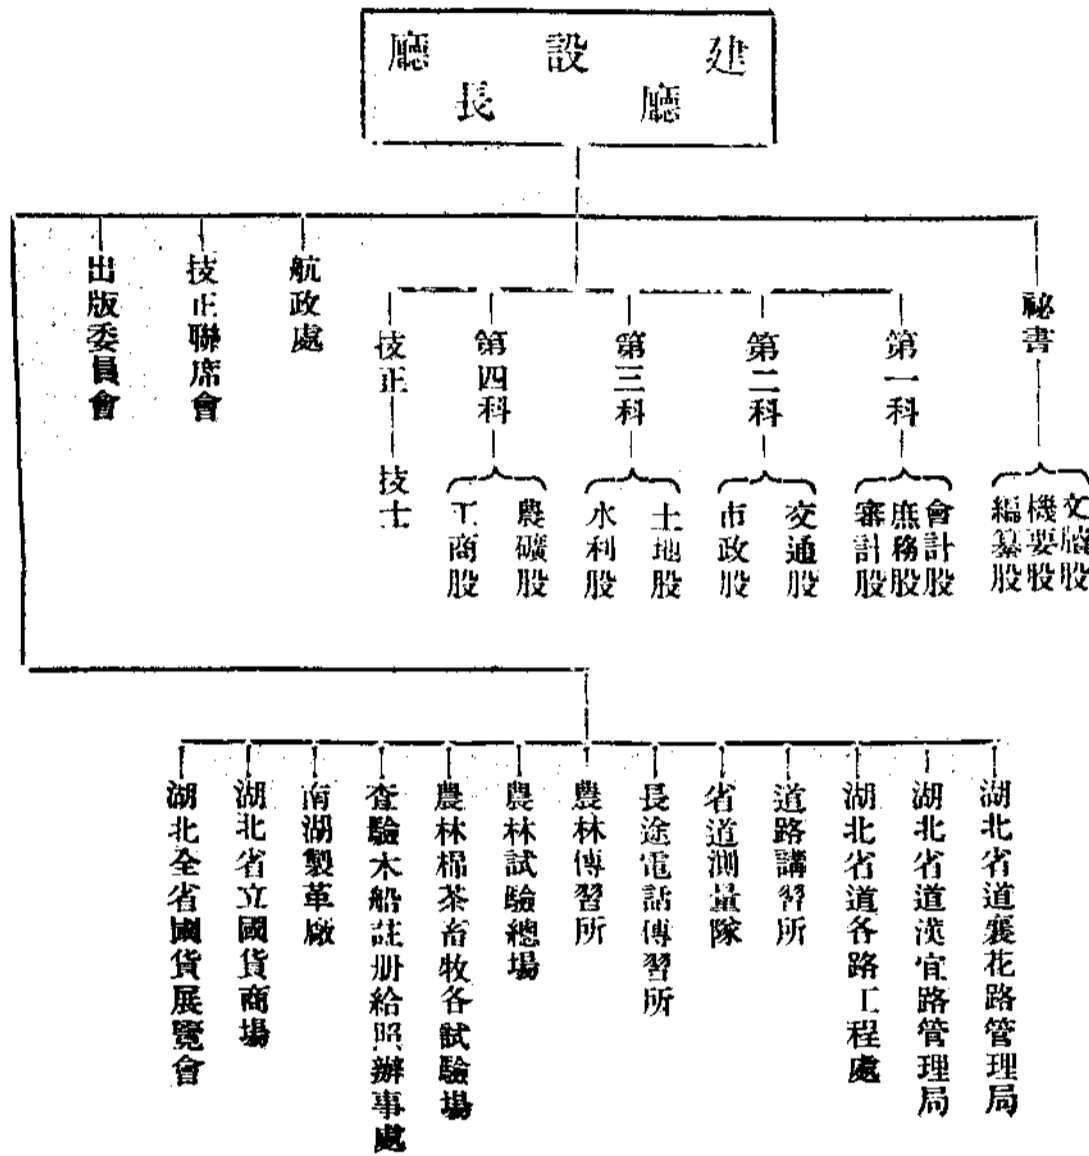 建設廳
廳長
祕書
文牘股
機要股
編纂股
第一科
會計股
庶務股
審計股
第二科
交通股
市政股
第三科
土地股
水利股
第四科
農礦股
工商股
技正
技士
航政處
技正聯席會
出版委員會
湖北省道襄花路管理局
湖北省道漢宜路管理局
湖北省道各路工程處
道路講習所
省道測量隊
長途電話傳習所
農林傳習所
農林試驗總場
農林棉茶畜牧各試驗場
查驗木船註册給照辦事處
南湖製革廠
湖北省立國貨商場
湖北全省國貨展覽會